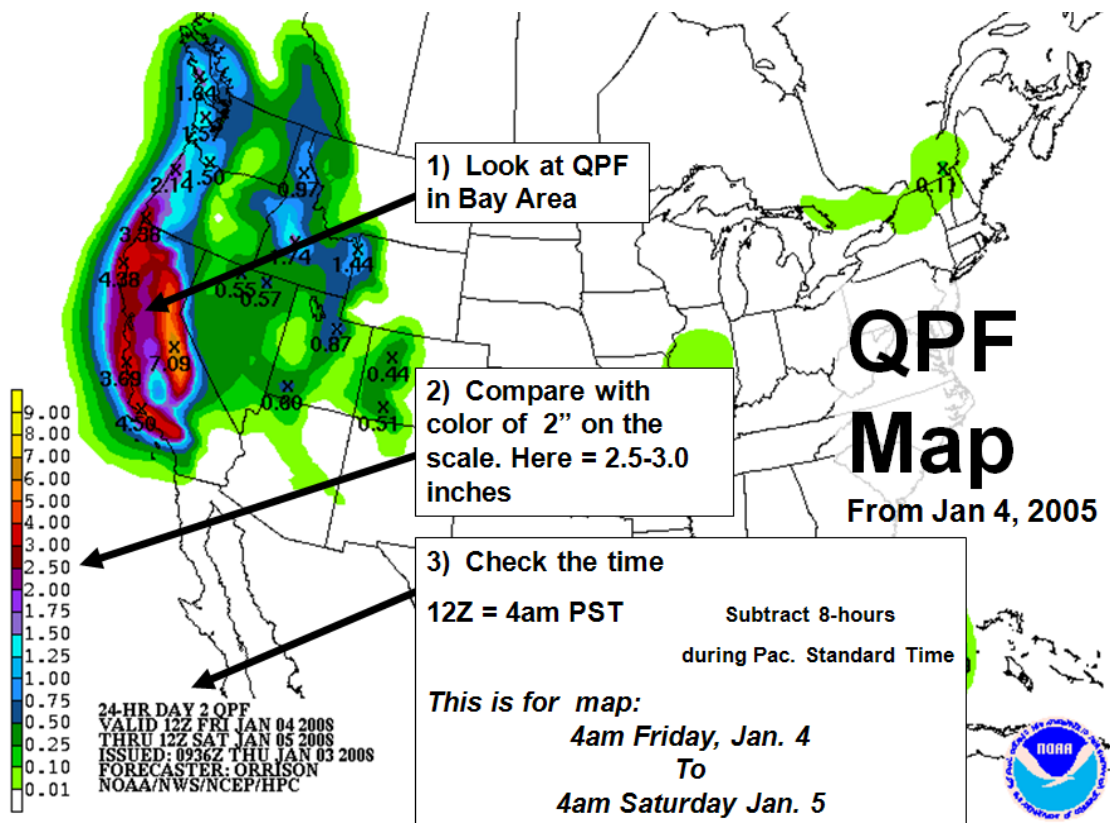 1.64
1.57
1.50
2.14
0.97
0.11
3.38
4.38
1.74
1.44
0.55
0.57
7.09
0.87
3.69
0.44
0.60
0.51
4.50
1) Look at QPF
in Bay Area
QPF
Map
From Jan 4, 2005
2) Compare with
color of 2” on the
scale. Here = 2.5-3.0
inches
9.00
8.00
7.00
6.00
5.00
4.00
3.00
2.50
2.00
1.75
1.50
1.25
1.00
0.75
0.50
0.25
0.10
0.01
3) Check the time
12Z = 4am PST
Subtract 8-hours
during Pac. Standard Time
This is for map:
4am Friday, Jan. 4
To
4am Saturday Jan. 5
24-HR DAY 2 QPF
VALID 12Z FRI JAN 04 2008
THRU 12Z SAT JAN 05 2008
ISSUED: 0936Z THU JAN 03 2008
FORECASTER: ORRISON
NOAA/NWS/NCEP/HPC
NOAA